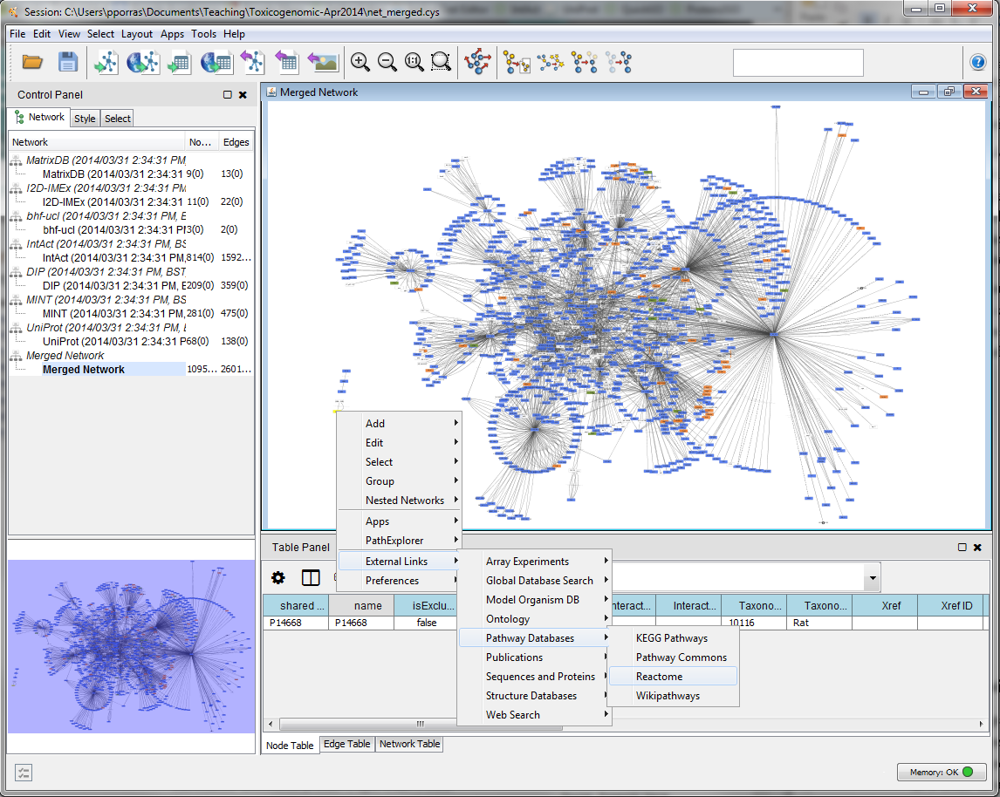 Session: C:\Users\pporras\Documents\Teaching\Toxicogenomic-Apr2014\net_merged.cys
File Edit View Select Layout Apps Tools Help
1:1
?
Control Panel
Merged Network
Network Style Select
Network No... Edges
MatrixDB (2014/03/31 2:34:31 PM,
MatrixDB (2014/03/31 2:34:31 9(0) 13(0)
I2D-IMEx (2014/03/31 2:34:31 PM
I2D-IMEx (2014/03/31 2:34:31 11(0) 22(0)
bhf-ucl (2014/03/31 2:34:31 PM, E
bhf-ucl (2014/03/31 2:34:31 PI 3(0) 2(0)
IntAct (2014/03/31 2:34:31 PM, BS
IntAct (2014/03/31 2:34:31 PM, 814(0) 1592...
DIP (2014/03/31 2:34:31 PM, BST,
DIP (2014/03/31 2:34:31 PM, E 209(0) 359(0)
MINT (2014/03/31 2:34:31 PM, BS
MINT (2014/03/31 2:34:31 PM, 281(0) 475(0)
UniProt (2014/03/31 2:34:31 PM, E
UniProt (2014/03/31 2:34:31 P 68(0) 138(0)
Merged Network
Merged Network 1095... 2601...
Add
Edit
Select
Group
Nested Networks
Apps
PathExplorer
External Links
Preferences
Array Experiments
Global Database Search
Model Organism DB
Ontology
Pathway Databases
Publications
Sequences and Proteins
Structure Databases
Web Search
KEGG Pathways
Pathway Commons
Reactome
Wikipathways
Table Panel
shared ... name isExclu... nteract... Interact... Taxono... Taxono... Xref Xref ID
P14668 P14668 false 10116 Rat
Node Table Edge Table Network Table
Memory: OK